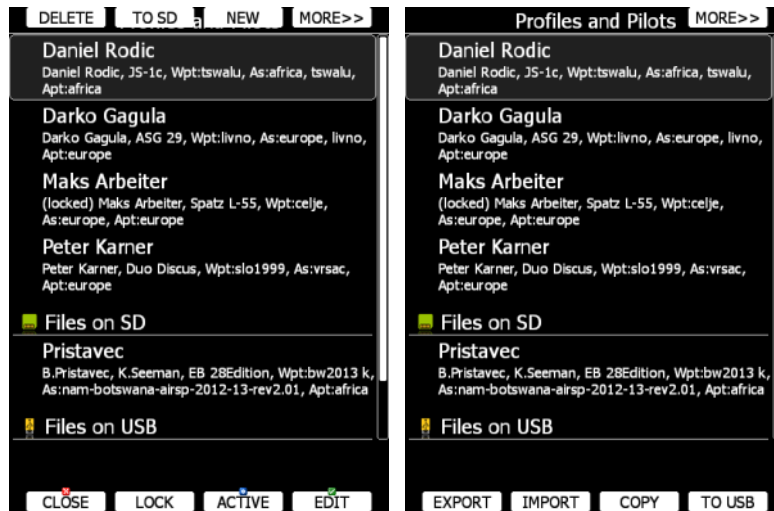 DELETE TO SD NEW MORE>>
Profiles and Pilots
Daniel Rodic
Daniel Rodic, JS-1c, Wpt:tswalu, As:africa, tswalu,
Apt:africa
Darko Gagula
Darko Gagula, ASG 29, Wpt:livno, As:europe, livno,
Apt:europe
Maks Arbeiter
(locked) Maks Arbeiter, Spatz L-55, Wpt:celje,
As:europe, Apt:europe
Peter Karner
Peter Karner, Duo Discus, Wpt:slo1999, As:vrsac,
Apt:europe
Files on SD
Pristavec
B.Pristavec, K.Seeman, EB 28Edition, Wpt:bw2013 k,
As:nam-botswana-airsp-2012-13-rev2.01, Apt:africa
Files on USB
CLOSE LOCK ACTIVE EDIT
Profiles and Pilots MORE>>
Daniel Rodic
Daniel Rodic, JS-1c, Wpt:tswalu, As:africa, tswalu,
Apt:africa
Darko Gagula
Darko Gagula, ASG 29, Wpt:livno, As:europe, livno,
Apt:europe
Maks Arbeiter
(locked) Maks Arbeiter, Spatz L-55, Wpt:celje,
As:europe, Apt:europe
Peter Karner
Peter Karner, Duo Discus, Wpt:slo1999, As:vrsac,
Apt:europe
Files on SD
Pristavec
B.Pristavec, K.Seeman, EB 28Edition, Wpt:bw2013 k,
As:nam-botswana-airsp-2012-13-rev2.01, Apt:africa
Files on USB
EXPORT IMPORT COPY TO USB